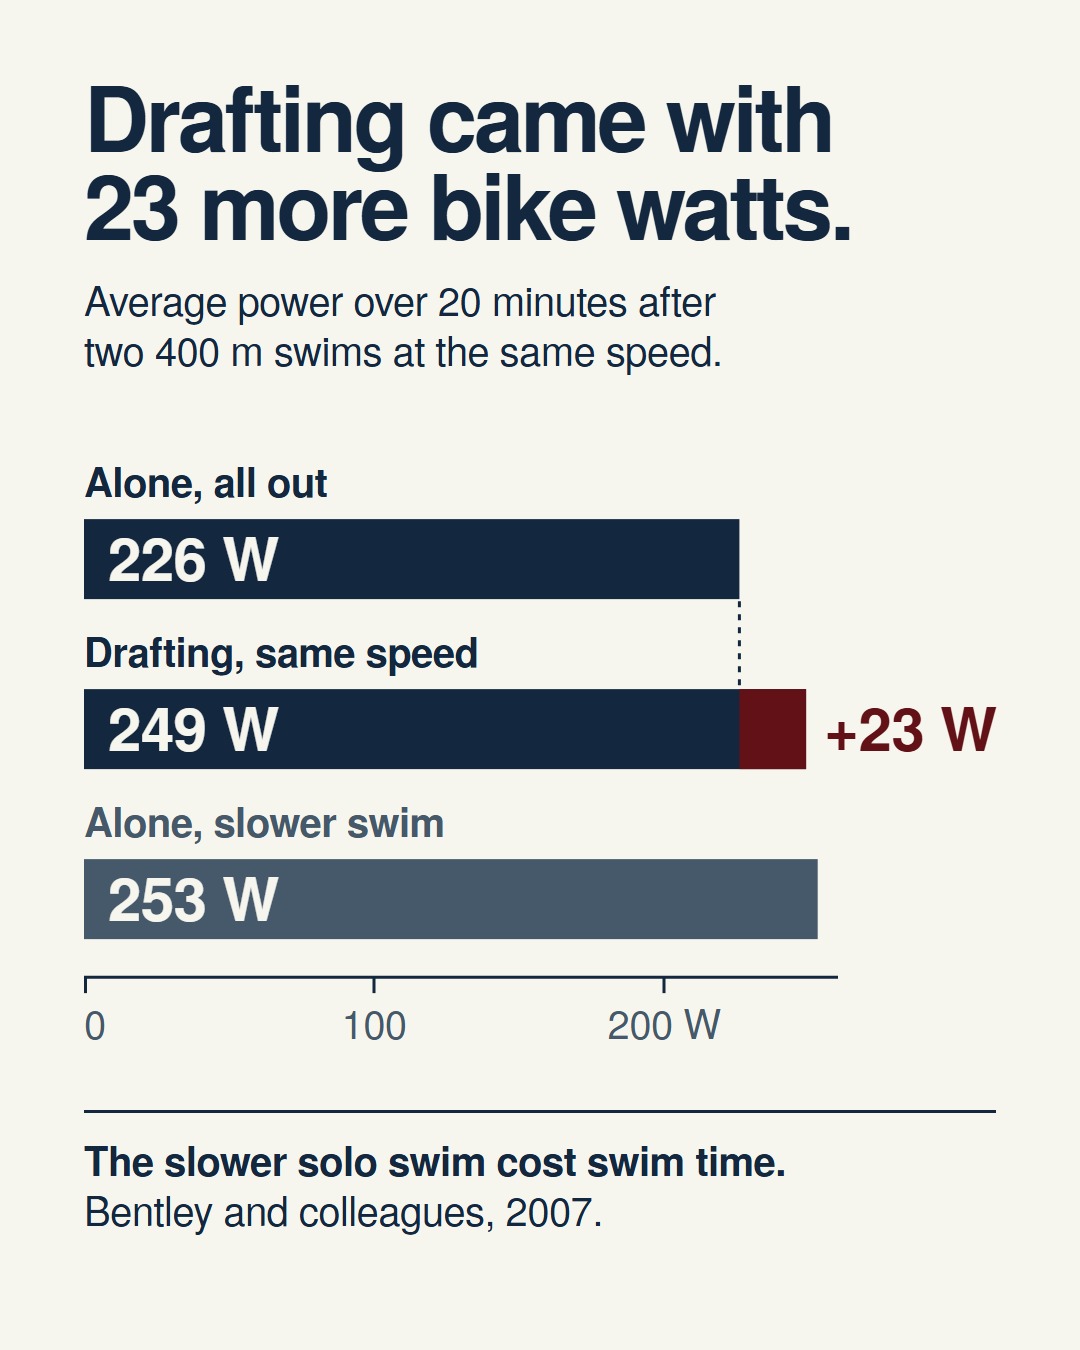 Drafting came with
23 more bike watts.
Average power over 20 minutes after
two 400 m swims at the same speed.
Alone, all out
226 W
Drafting, same speed
249 W
+23 W
Alone, slower swim
253 W
0 100 200 W
The slower solo swim cost swim time.
Bentley and colleagues, 2007.